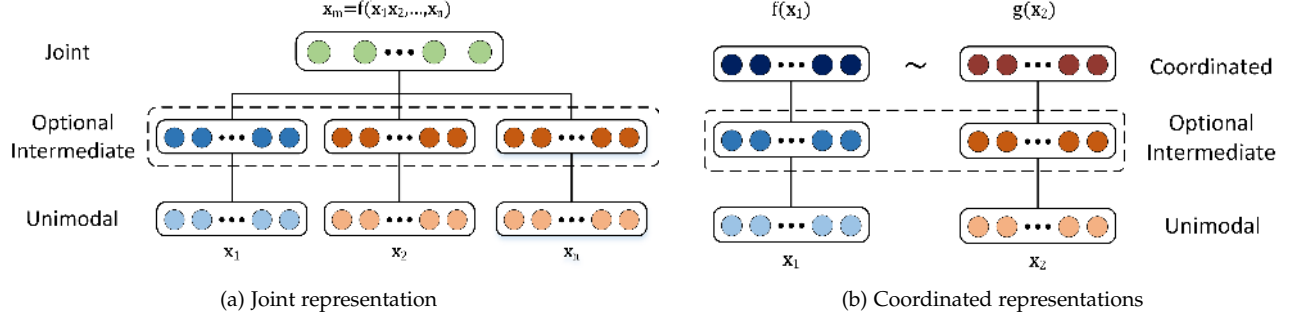 xₘ=f(x₁x₂,...,xₙ)
Joint
Optional
Intermediate
Unimodal
x₁
x₂
xₙ
(a) Joint representation
f(x₁)
g(x₂)
~
Coordinated
Optional
Intermediate
Unimodal
x₁
x₂
(b) Coordinated representations